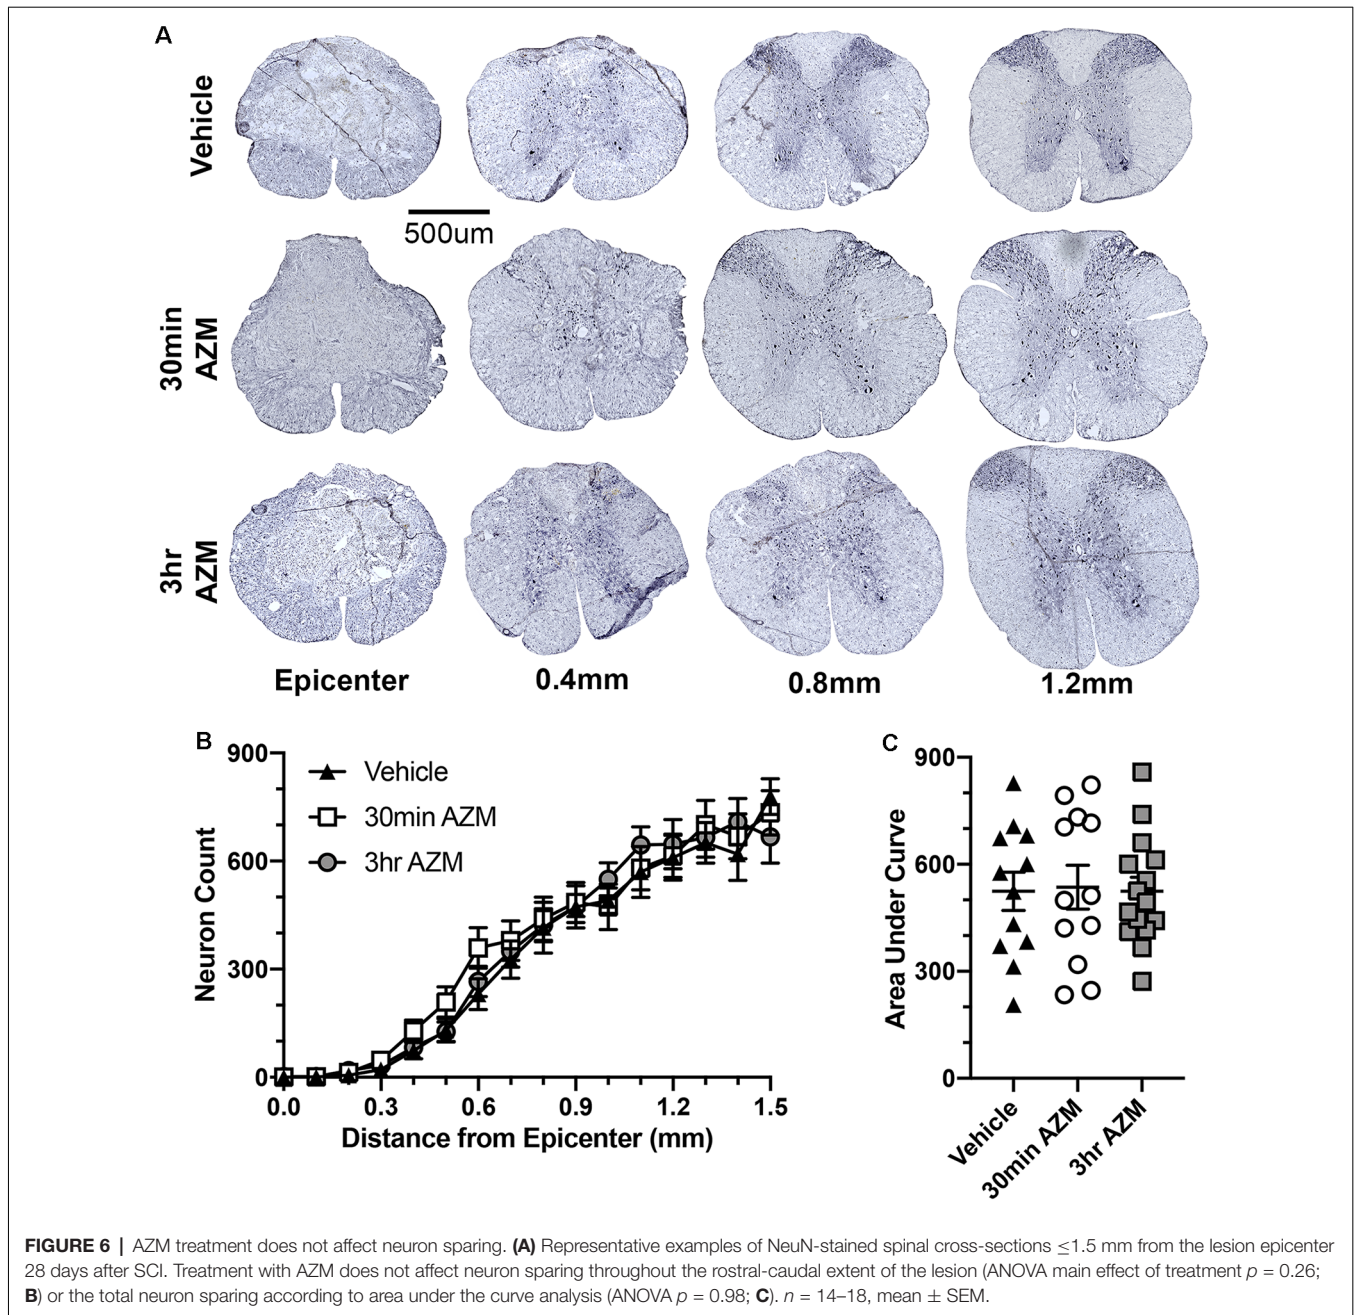 A
Vehicle
500um
30min
AZM
3hr
AZM
Epicenter 0.4mm 0.8mm 1.2mm
B
900
600
300
0
Neuron Count
Vehicle
30min AZM
3hr AZM
0.0 0.3 0.6 0.9 1.2 1.5
Distance from Epicenter (mm)
C
900
600
300
0
Area Under Curve
Vehicle
30min AZM
3hr AZM
FIGURE 6 | AZM treatment does not affect neuron sparing. (A) Representative examples of NeuN-stained spinal cross-sections ≤1.5 mm from the lesion epicenter
28 days after SCI. Treatment with AZM does not affect neuron sparing throughout the rostral-caudal extent of the lesion (ANOVA main effect of treatment p = 0.26;
B) or the total neuron sparing according to area under the curve analysis (ANOVA p = 0.98; C). n = 14–18, mean ± SEM.